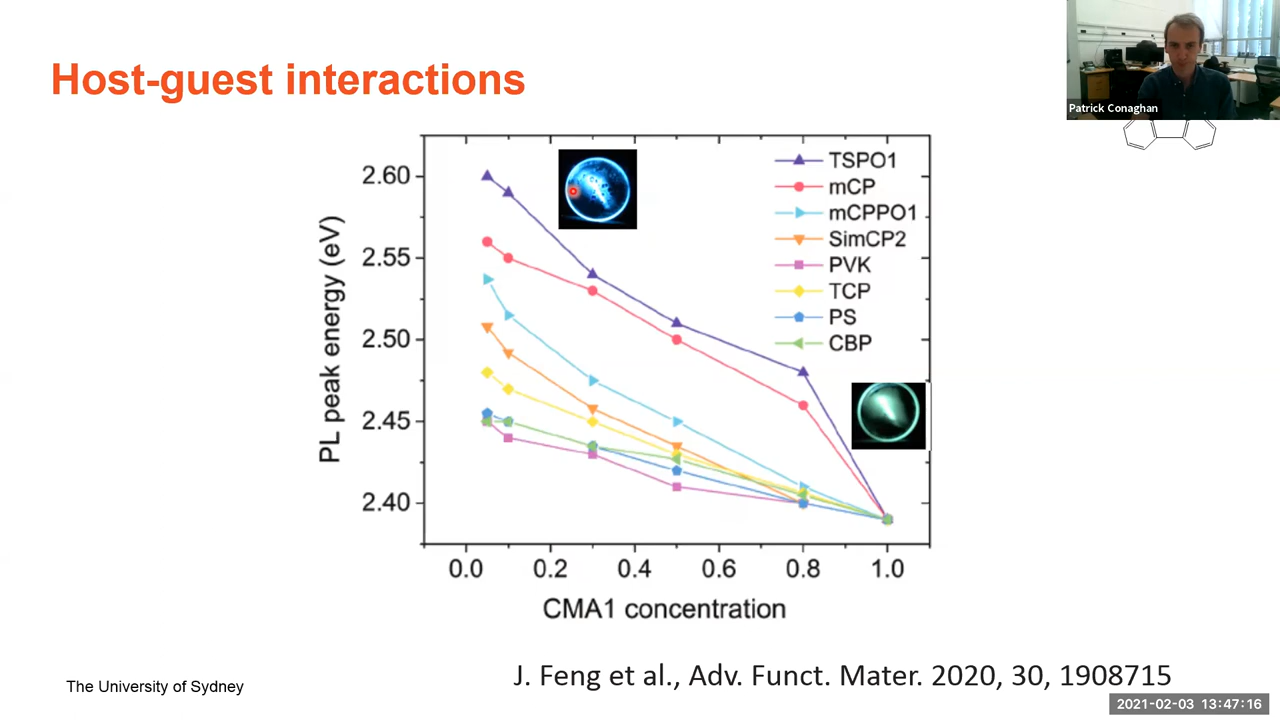 Host-guest interactions
Patrick Conaghan
TSPO1
mCP
mCPPO1
SimCP2
PVK
TCP
PS
CBP
PL peak energy (eV)
2.60
2.55
2.50
2.45
2.40
0.0 0.2 0.4 0.6 0.8 1.0
CMA1 concentration
J. Feng et al., Adv. Funct. Mater. 2020, 30, 1908715
The University of Sydney
2021-02-03 13:47:16